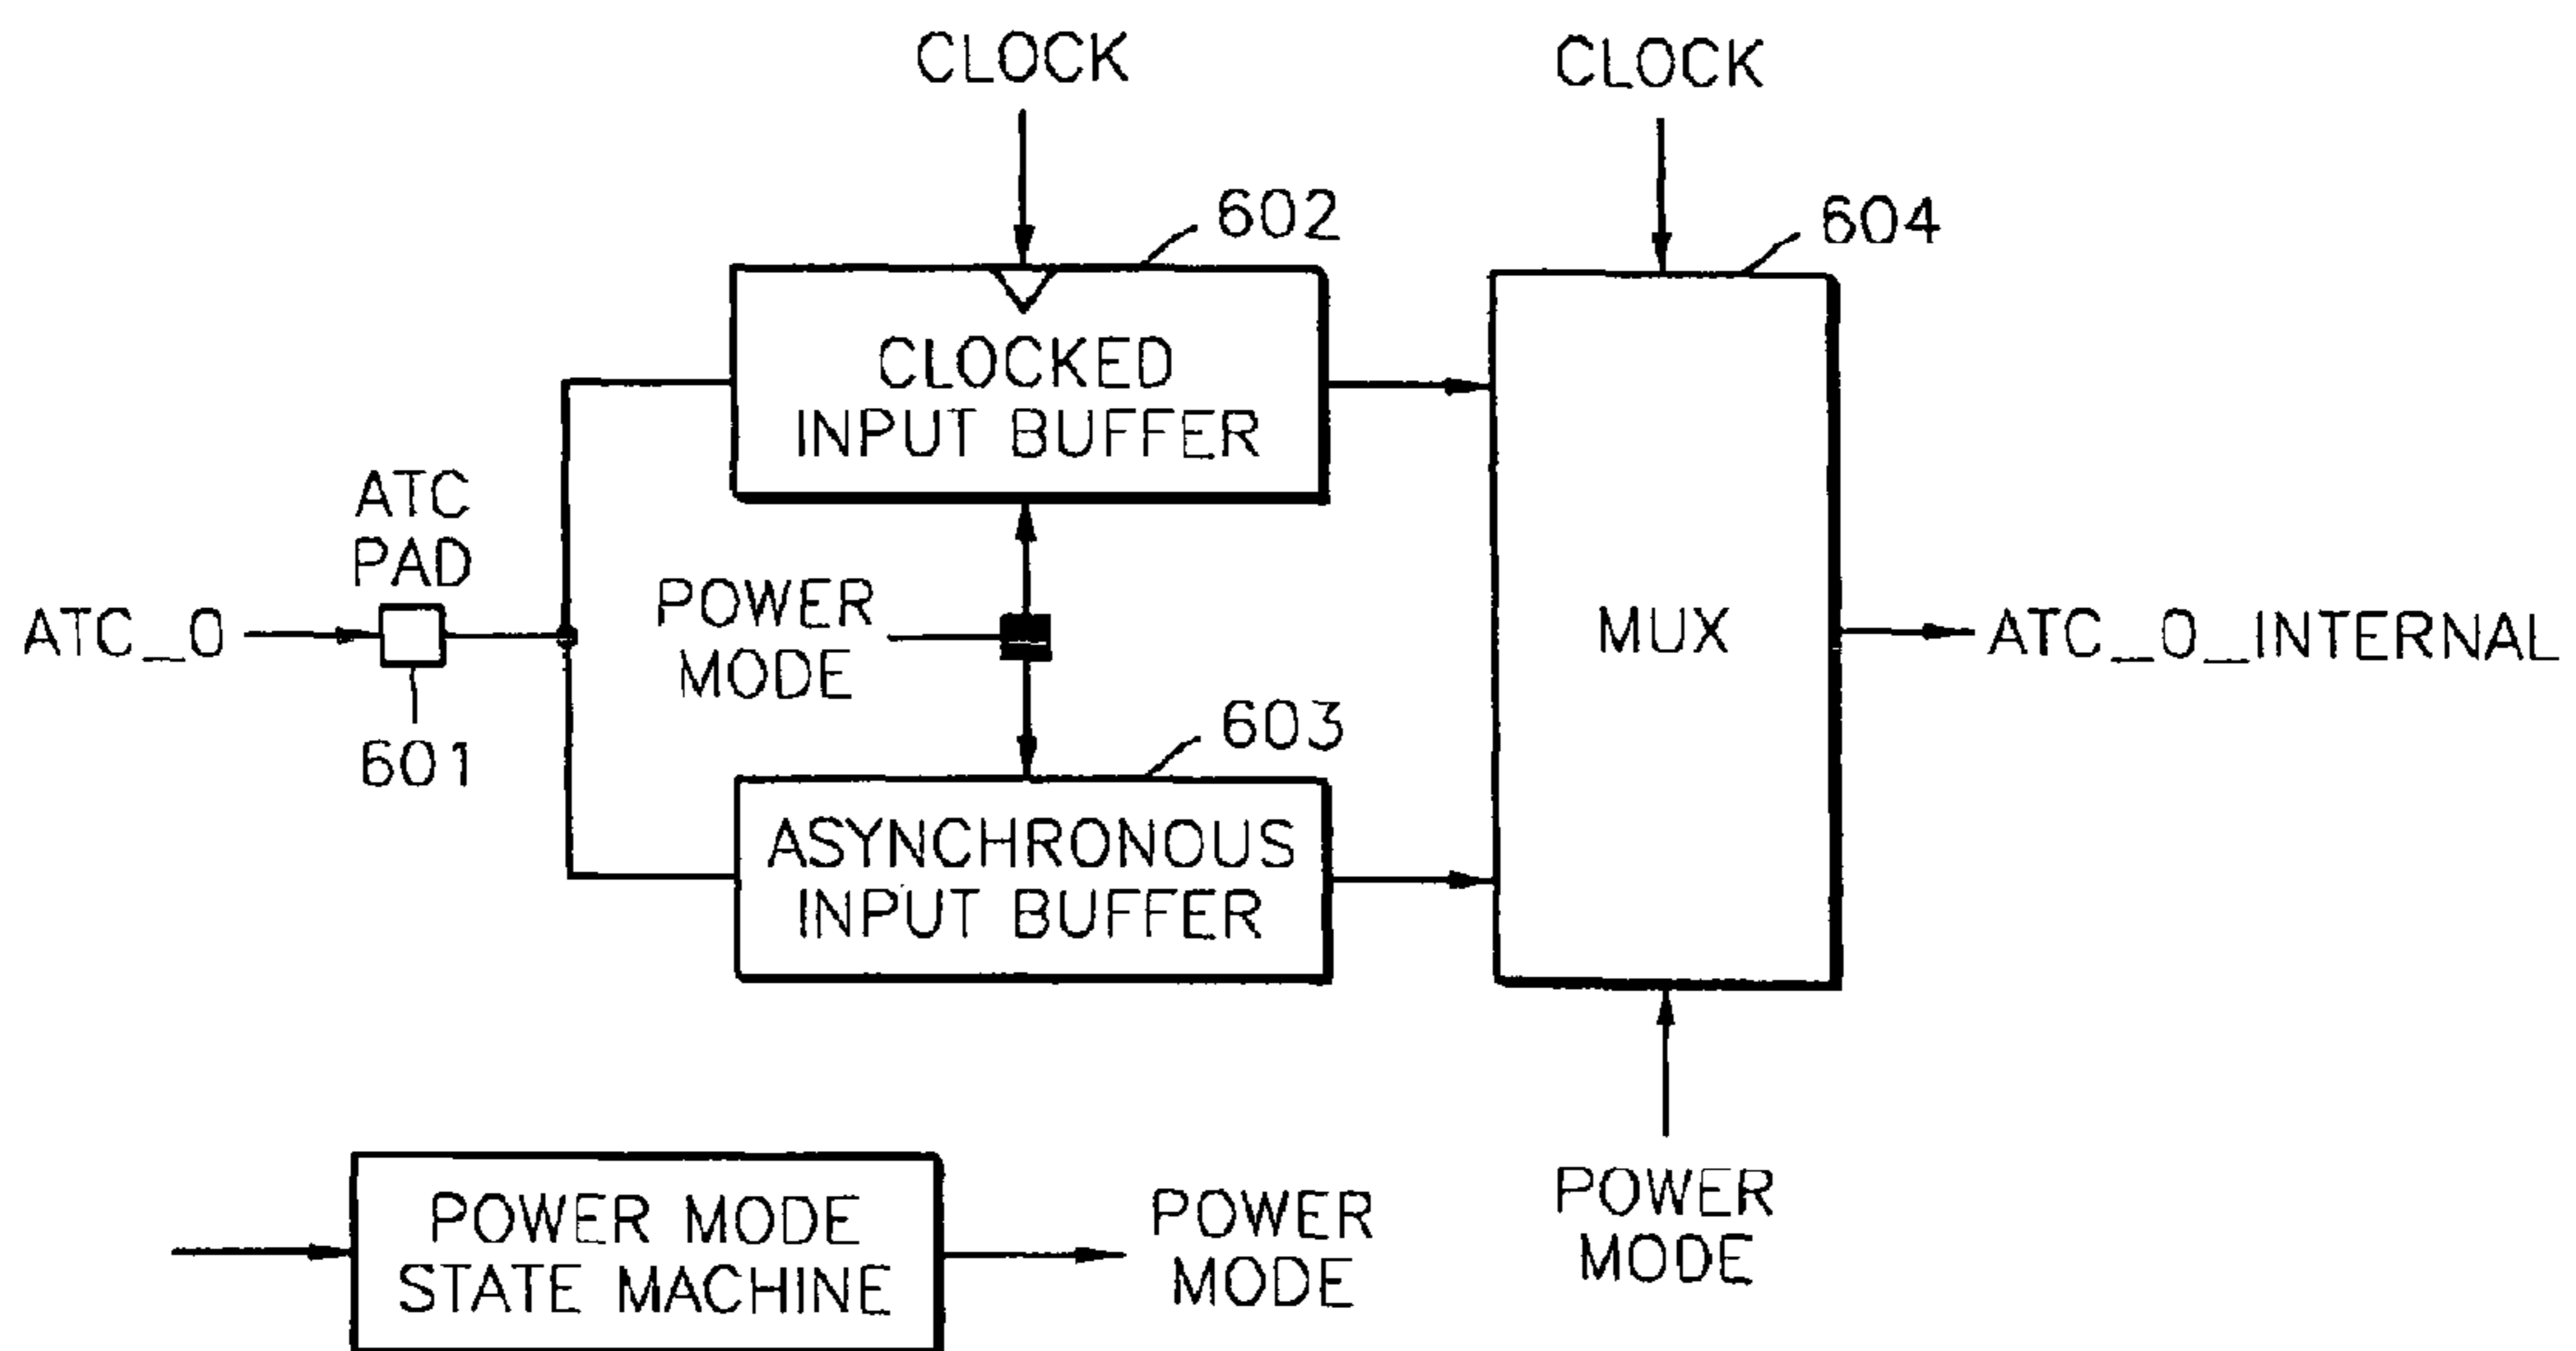 CLOCK
CLOCK
602
604
CLOCKED
INPUT BUFFER
ATC
PAD
ATC_0
601
POWER
MODE
MUX
ATC_0_INTERNAL
603
ASYNCHRONOUS
INPUT BUFFER
POWER MODE
STATE MACHINE
POWER
MODE
POWER
MODE